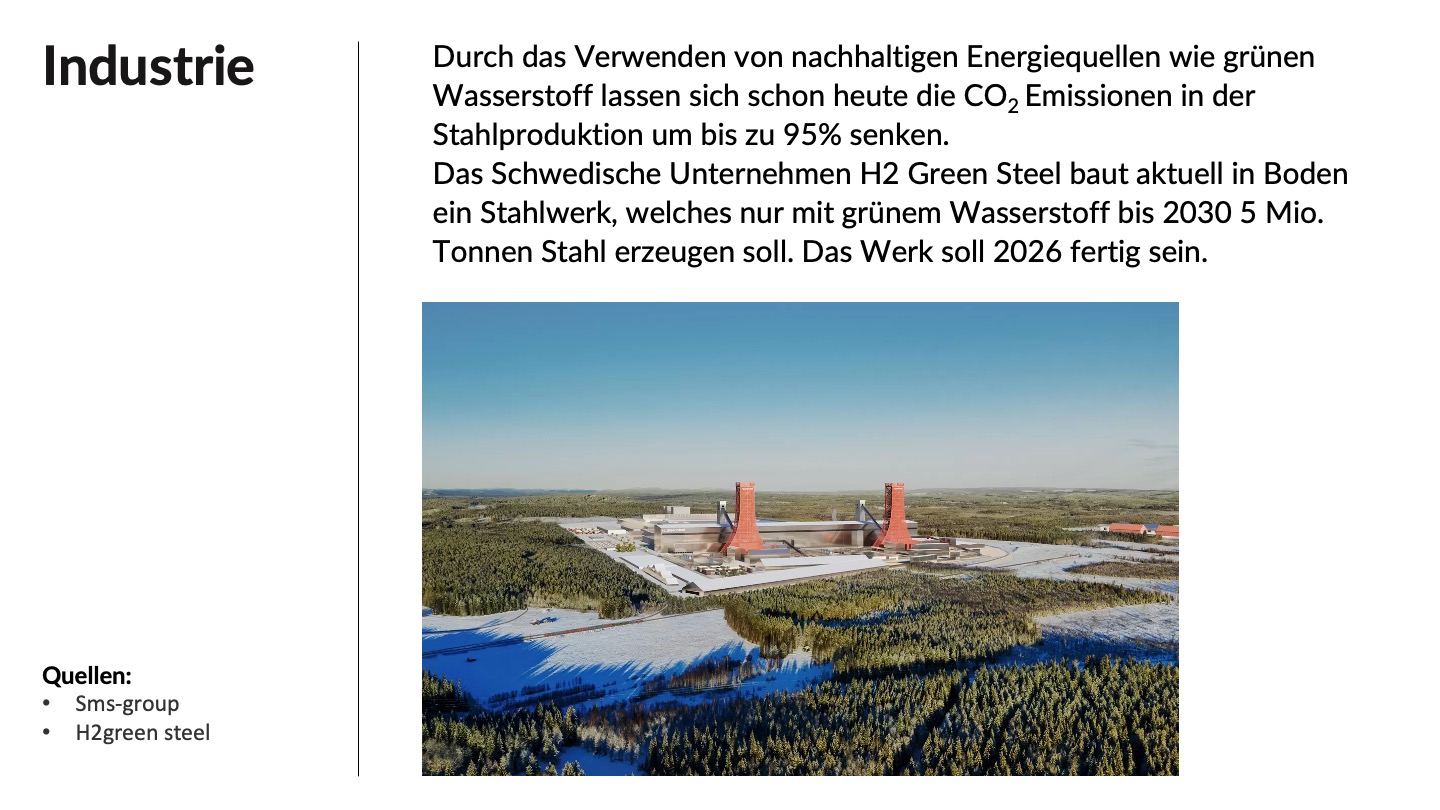 Industrie
Durch das Verwenden von nachhaltigen Energiequellen wie grünen
Wasserstoff lassen sich schon heute die CO₂ Emissionen in der
Stahlproduktion um bis zu 95% senken.
Das Schwedische Unternehmen H2 Green Steel baut aktuell in Boden
ein Stahlwerk, welches nur mit grünem Wasserstoff bis 2030 5 Mio.
Tonnen Stahl erzeugen soll. Das Werk soll 2026 fertig sein.
Quellen:
• Sms-group
• H2green steel